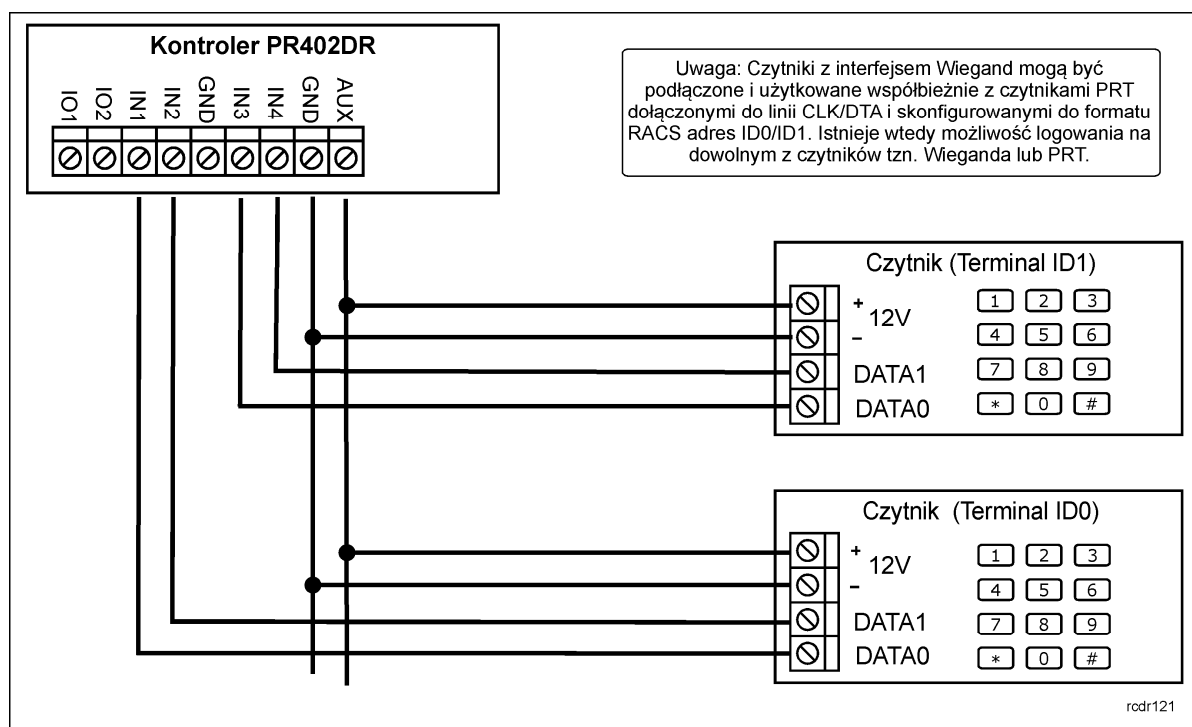 Kontroler PR402DR
IO1
IO2
IN1
IN2
GND
IN3
IN4
GND
AUX
Uwaga: Czytniki z interfejsem Wiegand mogą być
podłączone i użytkowane współbieżnie z czytnikami PRT
dołączonymi do linii CLK/DTA i skonfigurowanymi do formatu
RACS adres ID0/ID1. Istnieje wtedy możliwość logowania na
dowolnym z czytników tzn. Wieganda lub PRT.
Czytnik (Terminal ID1)
+
12V
–
DATA1
DATA0
1 2 3
4 5 6
7 8 9
* 0 #
Czytnik (Terminal ID0)
+
12V
–
DATA1
DATA0
1 2 3
4 5 6
7 8 9
* 0 #
rcdr121